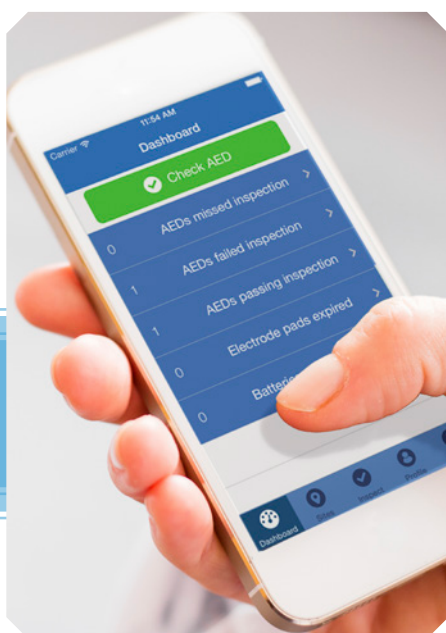 Carrier 11:54 AM
Dashboard
Check AED
0 AEDs missed inspection
1 AEDs failed inspection
1 AEDs passing inspection
0 Electrode pads expired
0
Dashboard Sites Inspect Profile